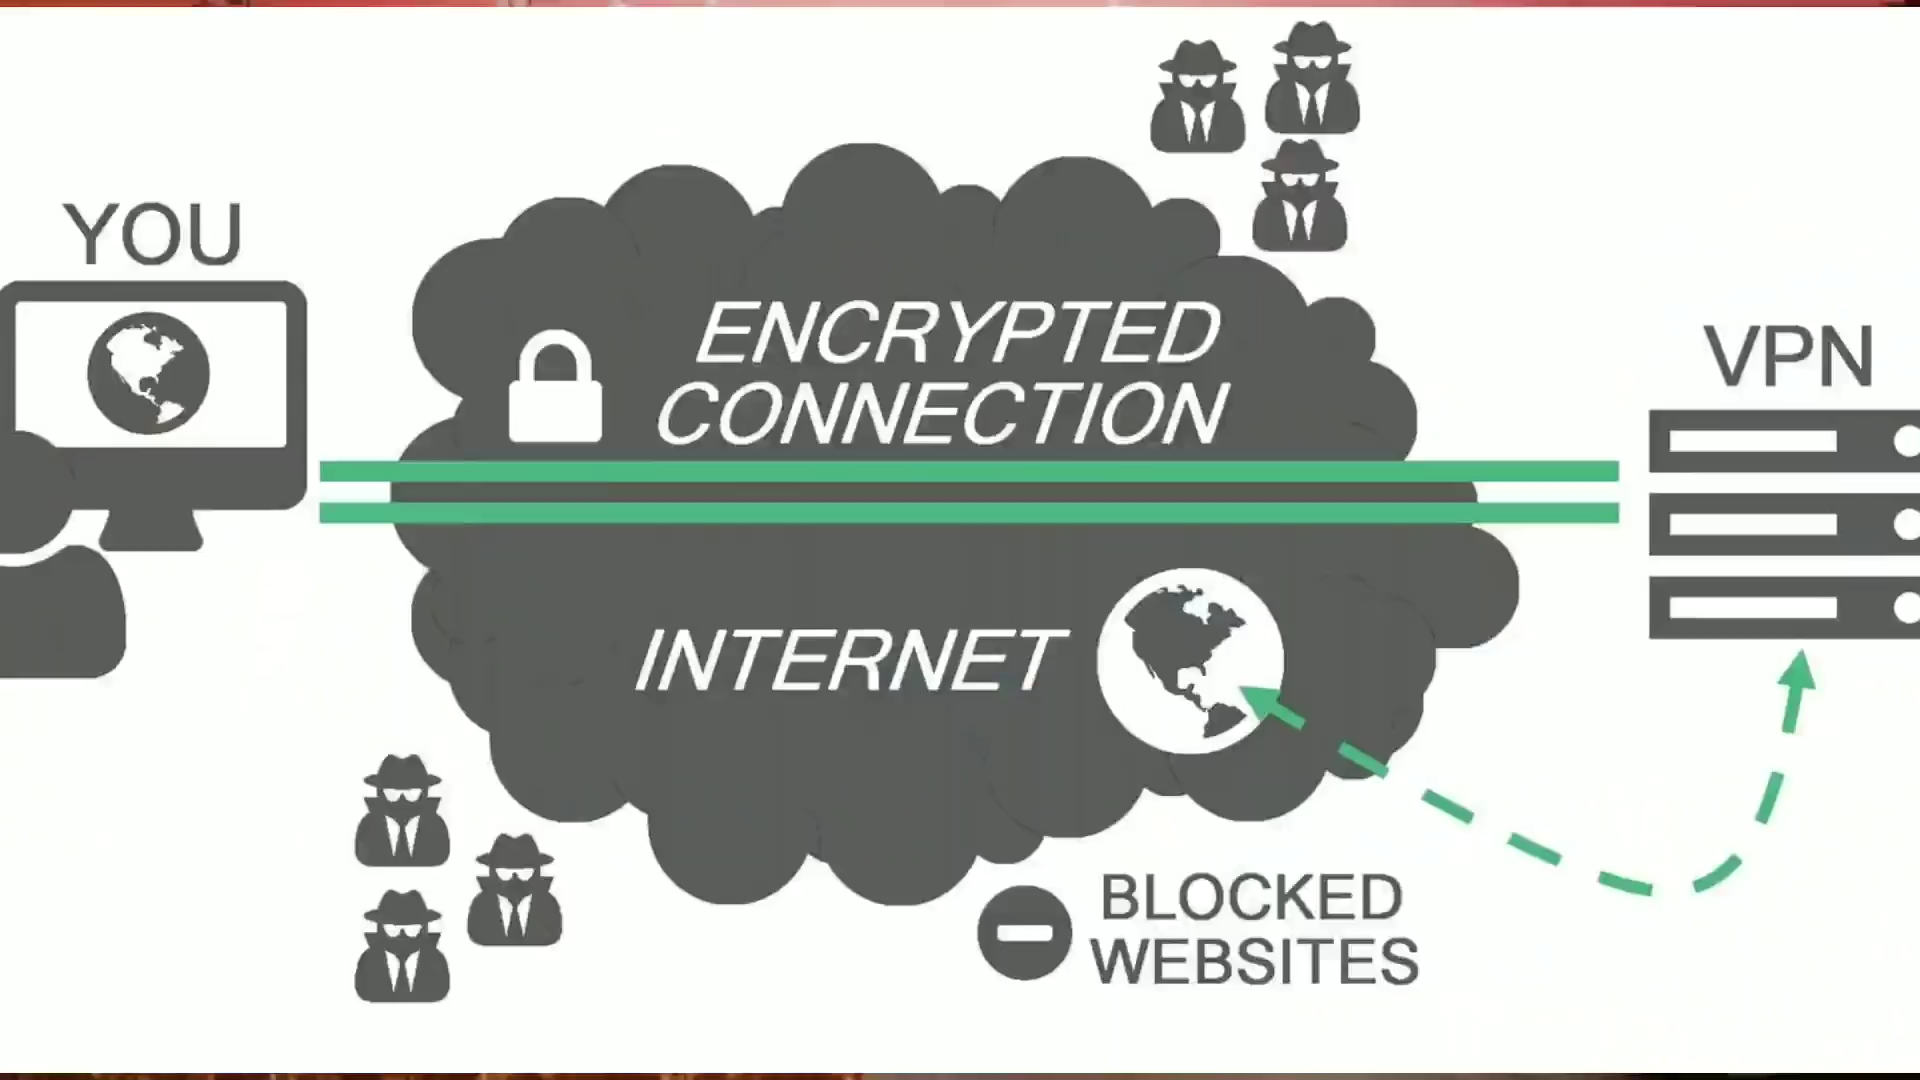 YOU
ENCRYPTED
CONNECTION
VPN
INTERNET
BLOCKED
WEBSITES